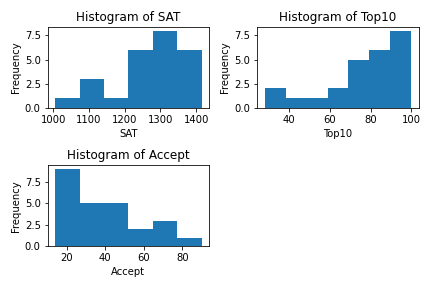 Histogram of SAT
Frequency
7.5
5.0
2.5
0.0
1000 1100 1200 1300 1400
SAT
Histogram of Top10
Frequency
7.5
5.0
2.5
0.0
40 60 80 100
Top10
Histogram of Accept
Frequency
7.5
5.0
2.5
0.0
20 40 60 80
Accept